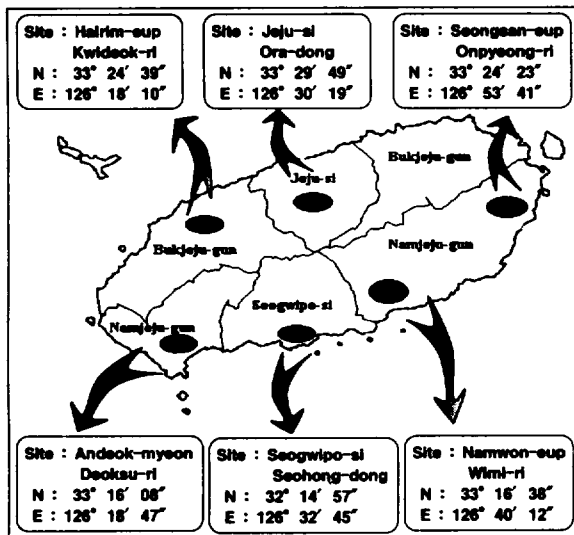 Site : Hairim-eup
Kwideok-ri
N : 33° 24′ 39″
E : 126° 18′ 10″
Site : Jeju-si
Ora-dong
N : 33° 29′ 49″
E : 126° 30′ 19″
Site : Seongsan-eup
Onpyeong-ri
N : 33° 24′ 23″
E : 126° 53′ 41″
Bukjeju-gun
Jeju-si
Bukjeju-gun
Namjeju-gun
Seogwipo-si
Namjeju-gun
Site : Andeok-myeon
Deoksu-ri
N : 33° 16′ 08″
E : 126° 18′ 47″
Site : Seogwipo-si
Seohong-dong
N : 32° 14′ 57″
E : 126° 32′ 45″
Site : Namwon-eup
Wimi-ri
N : 33° 16′ 38″
E : 126° 40′ 12″